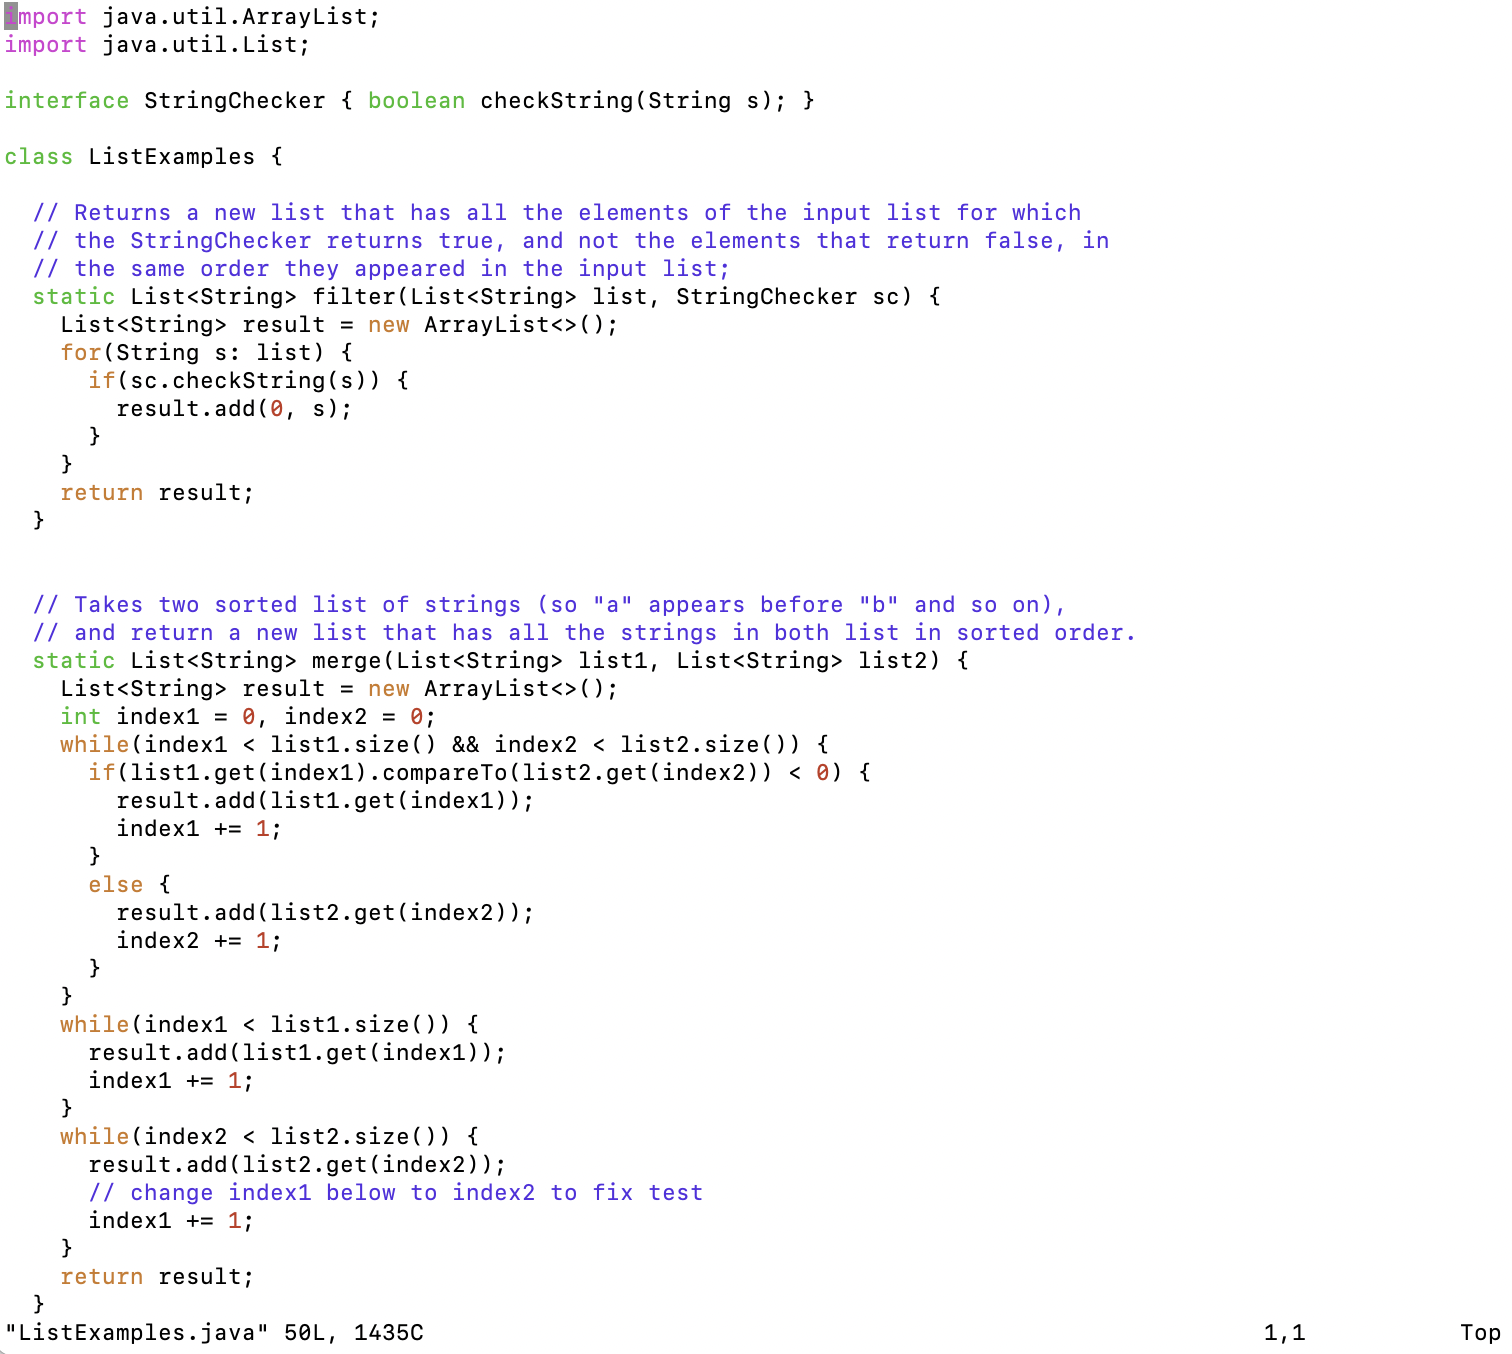 import java.util.ArrayList;
import java.util.List;

interface StringChecker { boolean checkString(String s); }

class ListExamples {

  // Returns a new list that has all the elements of the input list for which
  // the StringChecker returns true, and not the elements that return false, in
  // the same order they appeared in the input list;
  static List<String> filter(List<String> list, StringChecker sc) {
    List<String> result = new ArrayList<>();
    for(String s: list) {
      if(sc.checkString(s)) {
        result.add(0, s);
      }
    }
    return result;
  }


  // Takes two sorted list of strings (so "a" appears before "b" and so on),
  // and return a new list that has all the strings in both list in sorted order.
  static List<String> merge(List<String> list1, List<String> list2) {
    List<String> result = new ArrayList<>();
    int index1 = 0, index2 = 0;
    while(index1 < list1.size() && index2 < list2.size()) {
      if(list1.get(index1).compareTo(list2.get(index2)) < 0) {
        result.add(list1.get(index1));
        index1 += 1;
      }
      else {
        result.add(list2.get(index2));
        index2 += 1;
      }
    }
    while(index1 < list1.size()) {
      result.add(list1.get(index1));
      index1 += 1;
    }
    while(index2 < list2.size()) {
      result.add(list2.get(index2));
      // change index1 below to index2 to fix test
      index1 += 1;
    }
    return result;
  }
"ListExamples.java" 50L, 1435C 1,1 Top